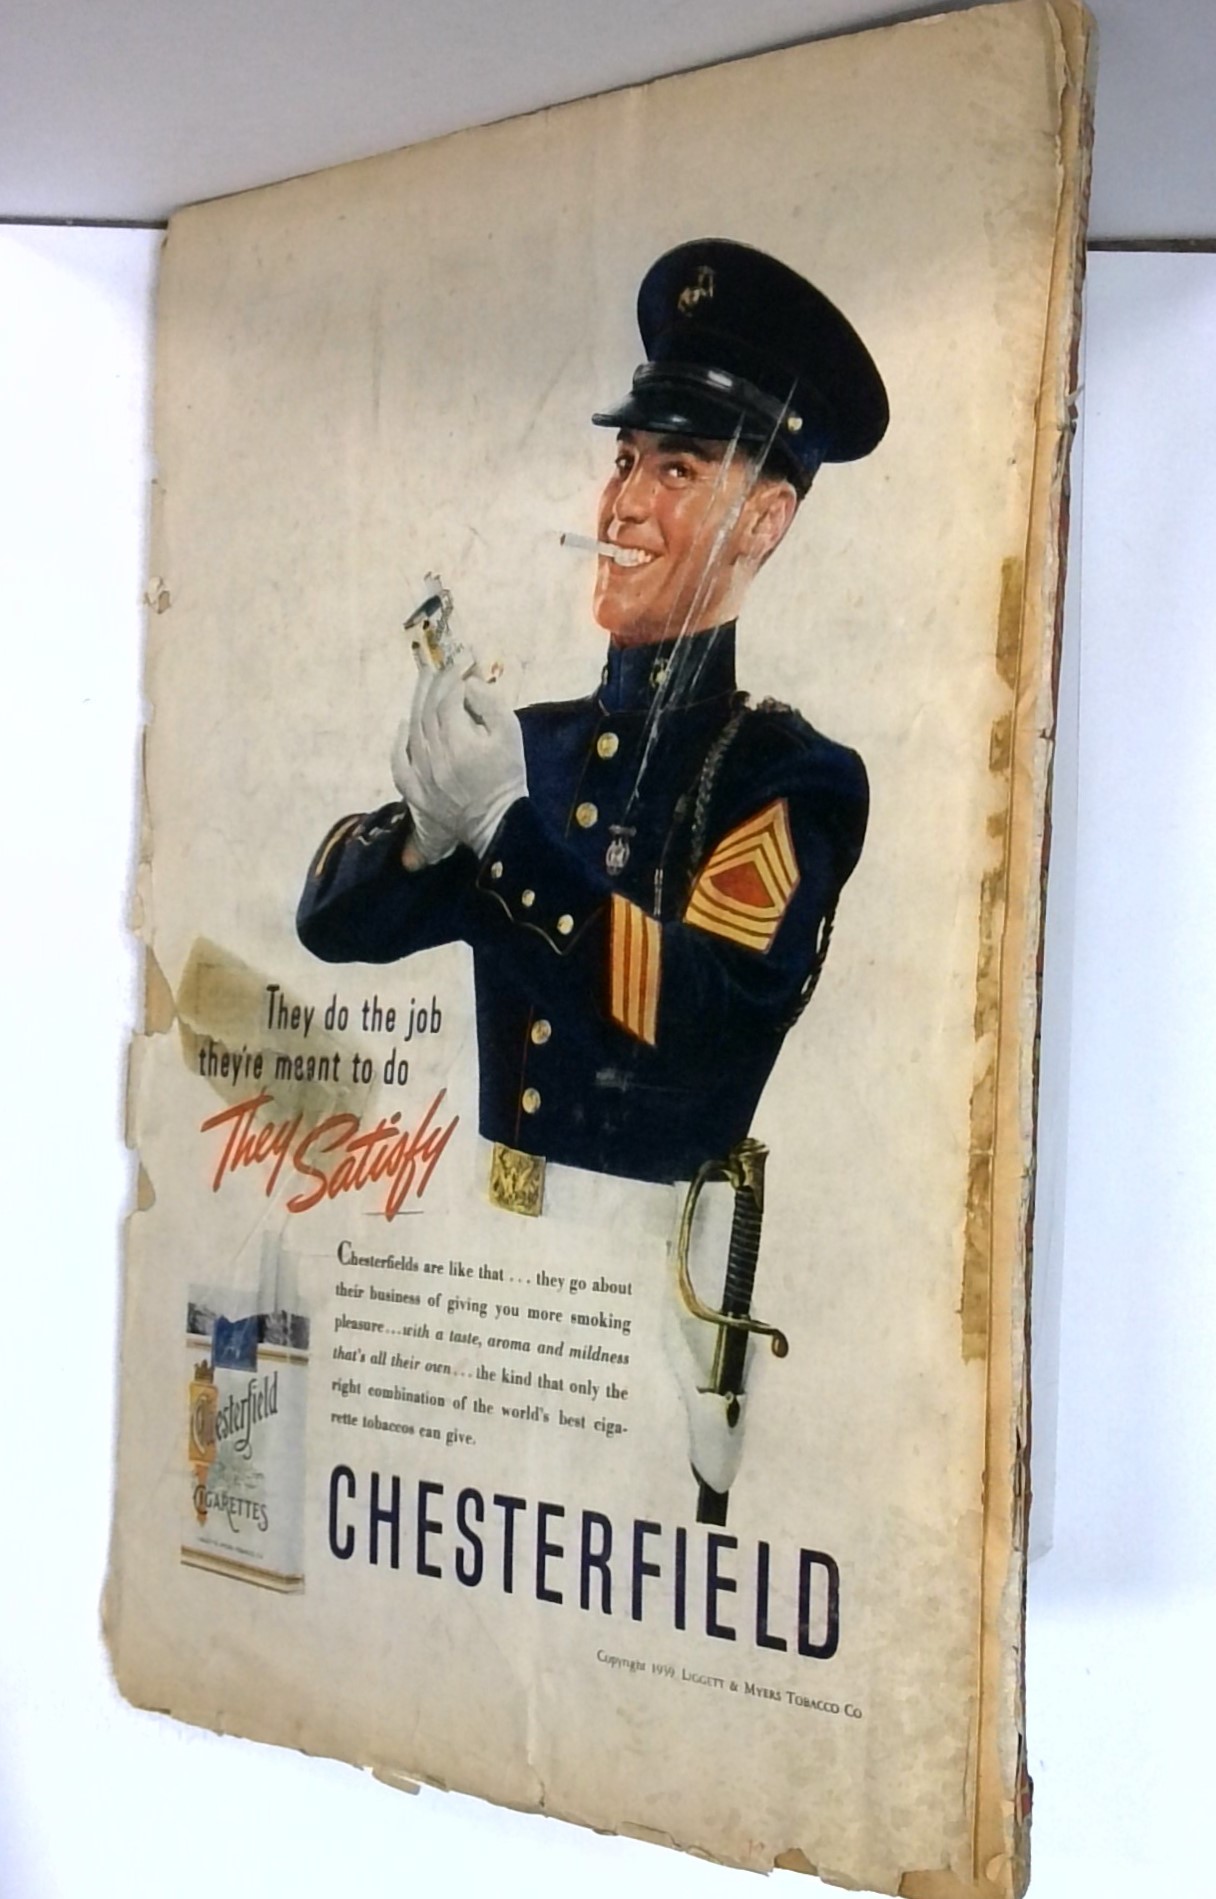 They do the job
they're meant to do
They Satisfy
Chesterfields are like that . . . they go about
their business of giving you more smoking
pleasure...with a taste, aroma and mildness
that's all their own... the kind that only the
right combination of the world's best ciga-
rette tobaccos can give.
Chesterfield
CIGARETTES
CHESTERFIELD
Copyright 1939, LIGGETT & MYERS TOBACCO CO